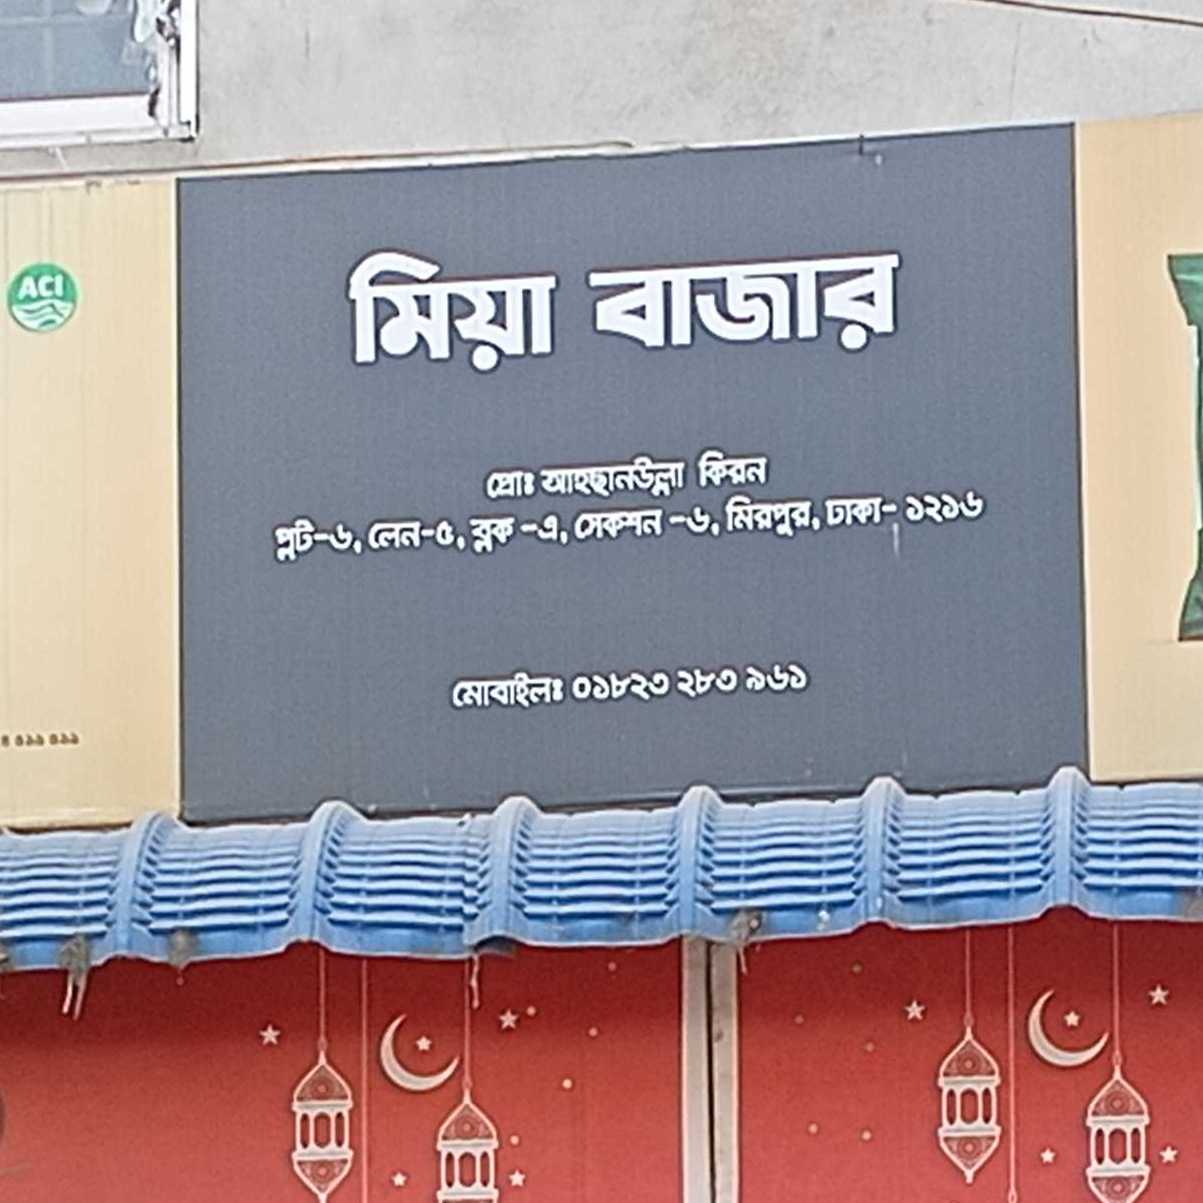 ACI
মিয়া বাজার
প্রোঃ আহছানউল্লা কিরন
প্লট-৬, লেন-৫, ব্লক -এ, সেকশন -৬, মিরপুর, ঢাকা- ১২১৬
মোবাইলঃ ০১৮২৩ ২৮৩ ৯৬১